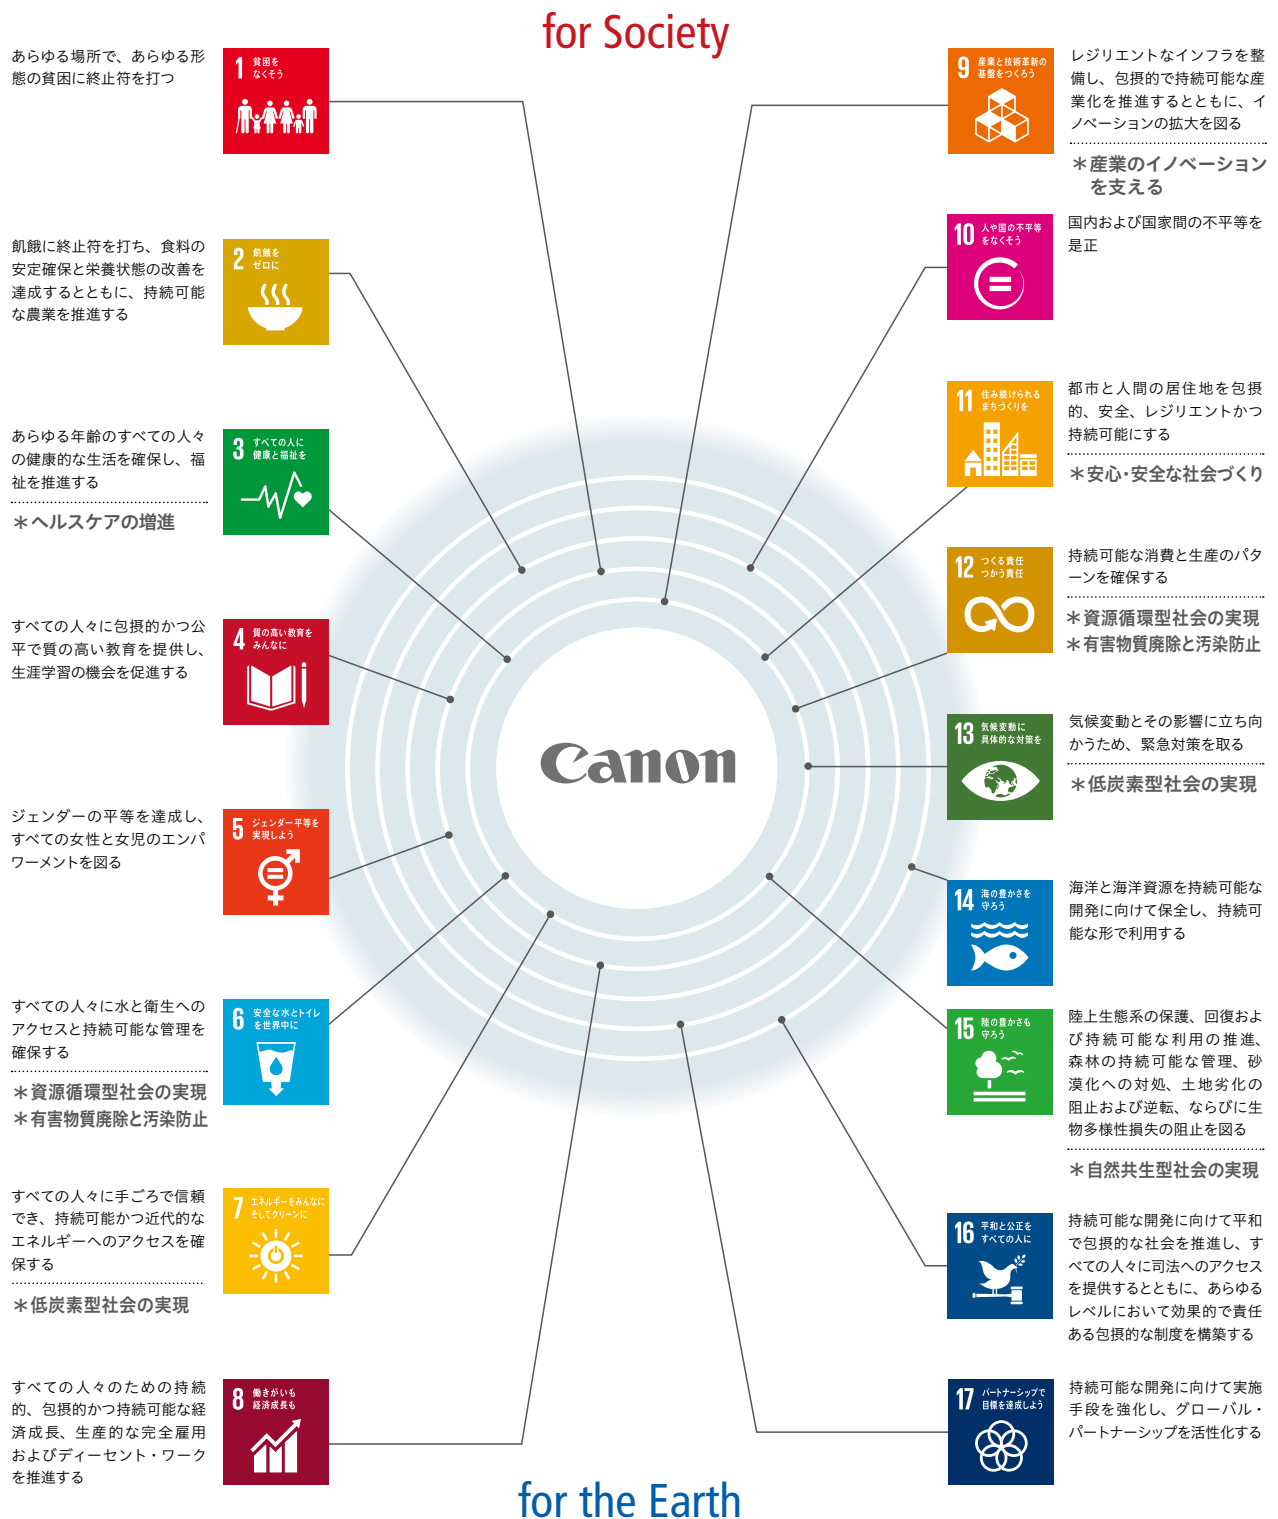 for Society
あらゆる場所で、あらゆる形
態の貧困に終止符を打つ
1 貧困を
なくそう
飢餓に終止符を打ち、食料の
安定確保と栄養状態の改善を
達成するとともに、持続可能
な農業を推進する
2 飢餓を
ゼロに
あらゆる年齢のすべての人々
の健康的な生活を確保し、福
祉を推進する
＊ヘルスケアの増進
3 すべての人に
健康と福祉を
すべての人々に包摂的かつ公
平で質の高い教育を提供し、
生涯学習の機会を促進する
4 質の高い教育を
みんなに
ジェンダーの平等を達成し、
すべての女性と女児のエンパ
ワーメントを図る
5 ジェンダー平等を
実現しよう
すべての人々に水と衛生への
アクセスと持続可能な管理を
確保する
＊資源循環型社会の実現
＊有害物質廃除と汚染防止
6 安全な水とトイレ
を世界中に
すべての人々に手ごろで信頼
でき、持続可能かつ近代的な
エネルギーへのアクセスを確
保する
＊低炭素型社会の実現
7 エネルギーをみんなに
そしてクリーンに
すべての人々のための持続
的、包摂的かつ持続可能な経
済成長、生産的な完全雇用
およびディーセント・ワーク
を推進する
8 働きがいも
経済成長も
Canon
9 産業と技術革新の
基盤をつくろう
レジリエントなインフラを整
備し、包摂的で持続可能な産
業化を推進するとともに、イ
ノベーションの拡大を図る
＊産業のイノベーション
を支える
10 人や国の不平等
をなくそう
国内および国家間の不平等を
是正
11 住み続けられる
まちづくりを
都市と人間の居住地を包摂
的、安全、レジリエントかつ
持続可能にする
＊安心・安全な社会づくり
12 つくる責任
つかう責任
持続可能な消費と生産のパタ
ーンを確保する
＊資源循環型社会の実現
＊有害物質廃除と汚染防止
13 気候変動に
具体的な対策を
気候変動とその影響に立ち向
かうため、緊急対策を取る
＊低炭素型社会の実現
14 海の豊かさを
守ろう
海洋と海洋資源を持続可能な
開発に向けて保全し、持続可
能な形で利用する
15 陸の豊かさも
守ろう
陸上生態系の保護、回復およ
び持続可能な利用の推進、
森林の持続可能な管理、砂
漠化への対処、土地劣化の
阻止および逆転、ならびに生
物多様性損失の阻止を図る
＊自然共生型社会の実現
16 平和と公正を
すべての人に
持続可能な開発に向けて平和
で包摂的な社会を推進し、す
べての人々に司法へのアクセス
を提供するとともに、あらゆる
レベルにおいて効果的で責任
ある包摂的な制度を構築する
17 パートナーシップで
目標を達成しよう
持続可能な開発に向けて実施
手段を強化し、グローバル・
パートナーシップを活性化する
for the Earth